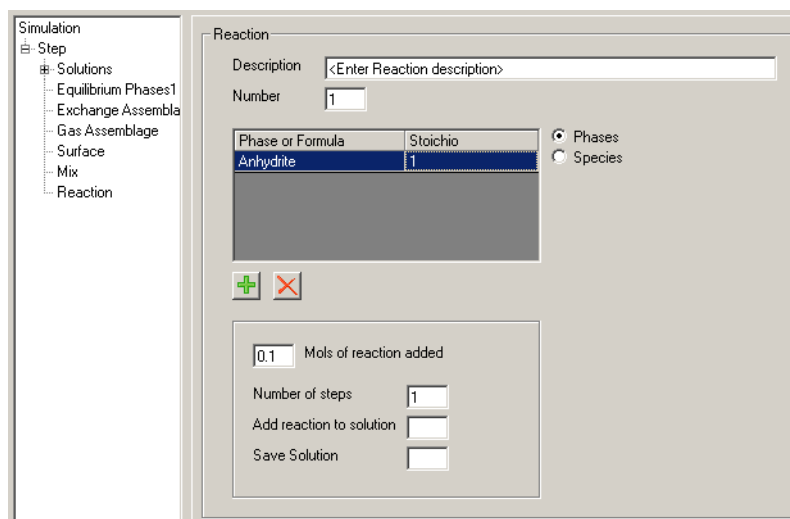 Simulation
Step
Solutions
Equilibrium Phases1
Exchange Assembla
Gas Assemblage
Surface
Mix
Reaction
Reaction
Description <Enter Reaction description>
Number 1
Phase or Formula Stoichio
Anhydrite 1
Phases
Species
0.1 Mols of reaction added
Number of steps 1
Add reaction to solution
Save Solution